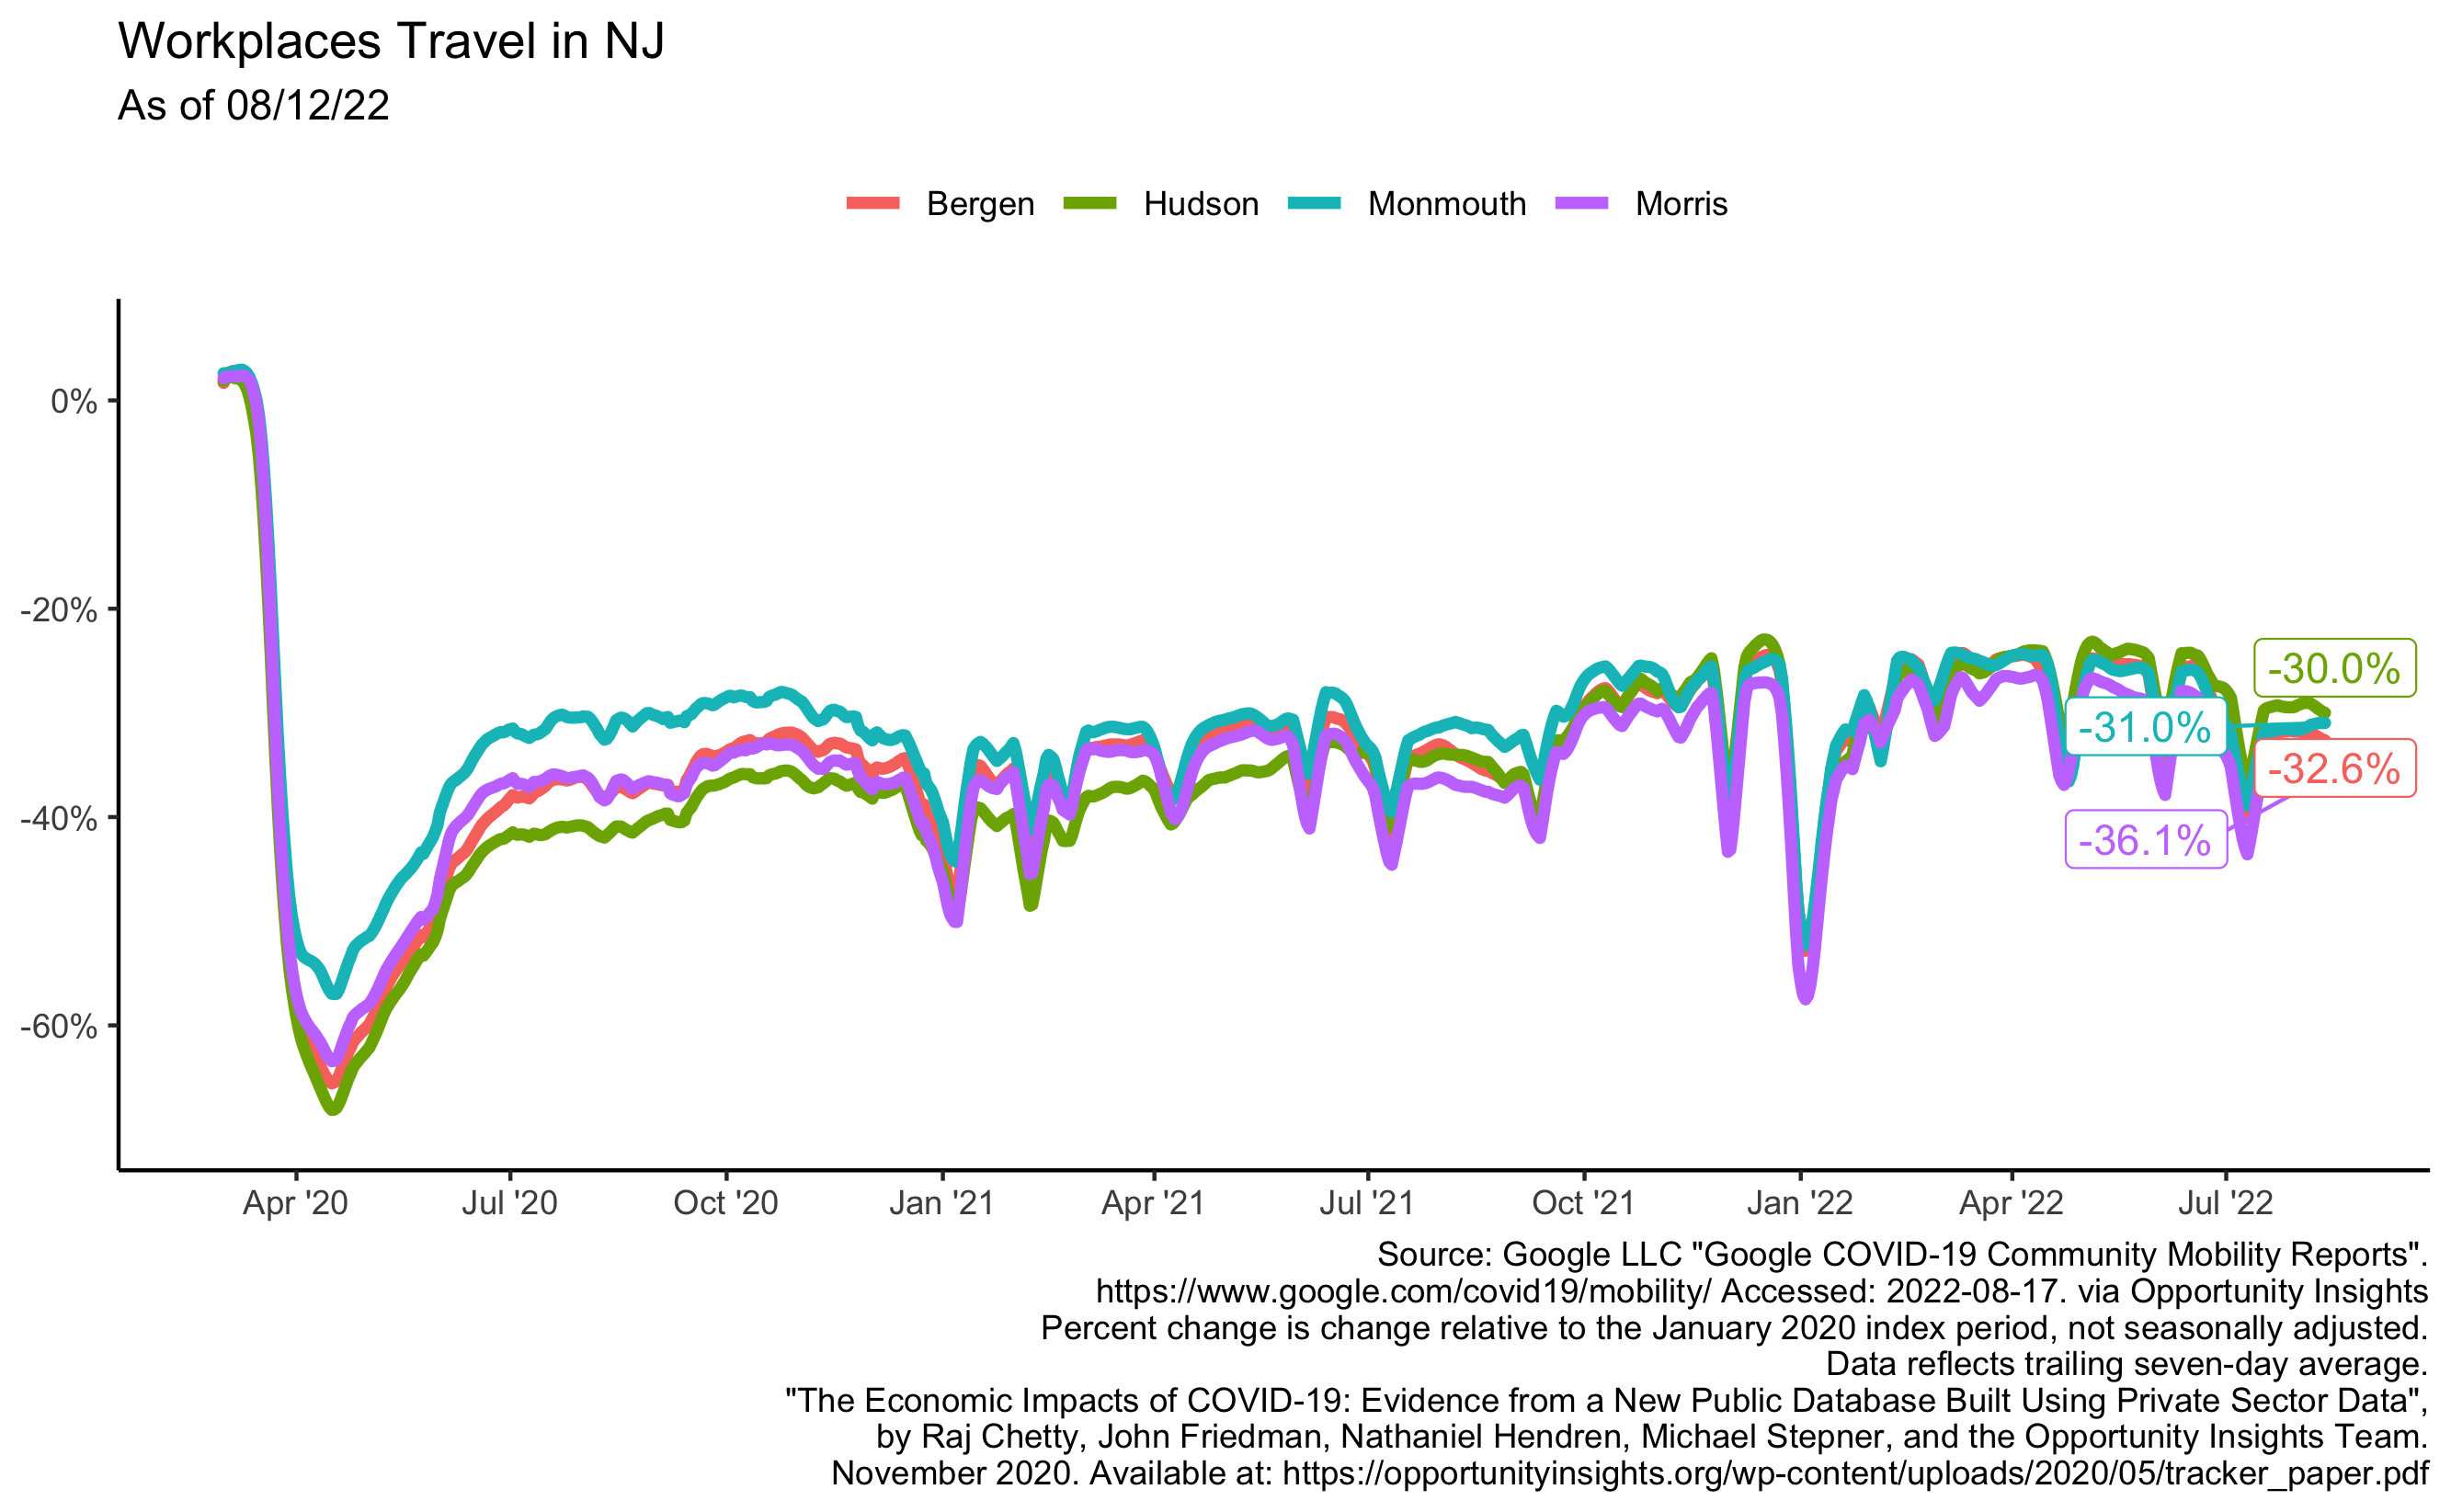 Workplaces Travel in NJ
As of 08/12/22
Bergen Hudson Monmouth Morris
0%
-20%
-40%
-60%
-30.0%
-31.0%
-32.6%
-36.1%
Apr '20 Jul '20 Oct '20 Jan '21 Apr '21 Jul '21 Oct '21 Jan '22 Apr '22 Jul '22
Source: Google LLC "Google COVID-19 Community Mobility Reports".
https://www.google.com/covid19/mobility/ Accessed: 2022-08-17. via Opportunity Insights
Percent change is change relative to the January 2020 index period, not seasonally adjusted.
Data reflects trailing seven-day average.
"The Economic Impacts of COVID-19: Evidence from a New Public Database Built Using Private Sector Data",
by Raj Chetty, John Friedman, Nathaniel Hendren, Michael Stepner, and the Opportunity Insights Team.
November 2020. Available at: https://opportunityinsights.org/wp-content/uploads/2020/05/tracker_paper.pdf